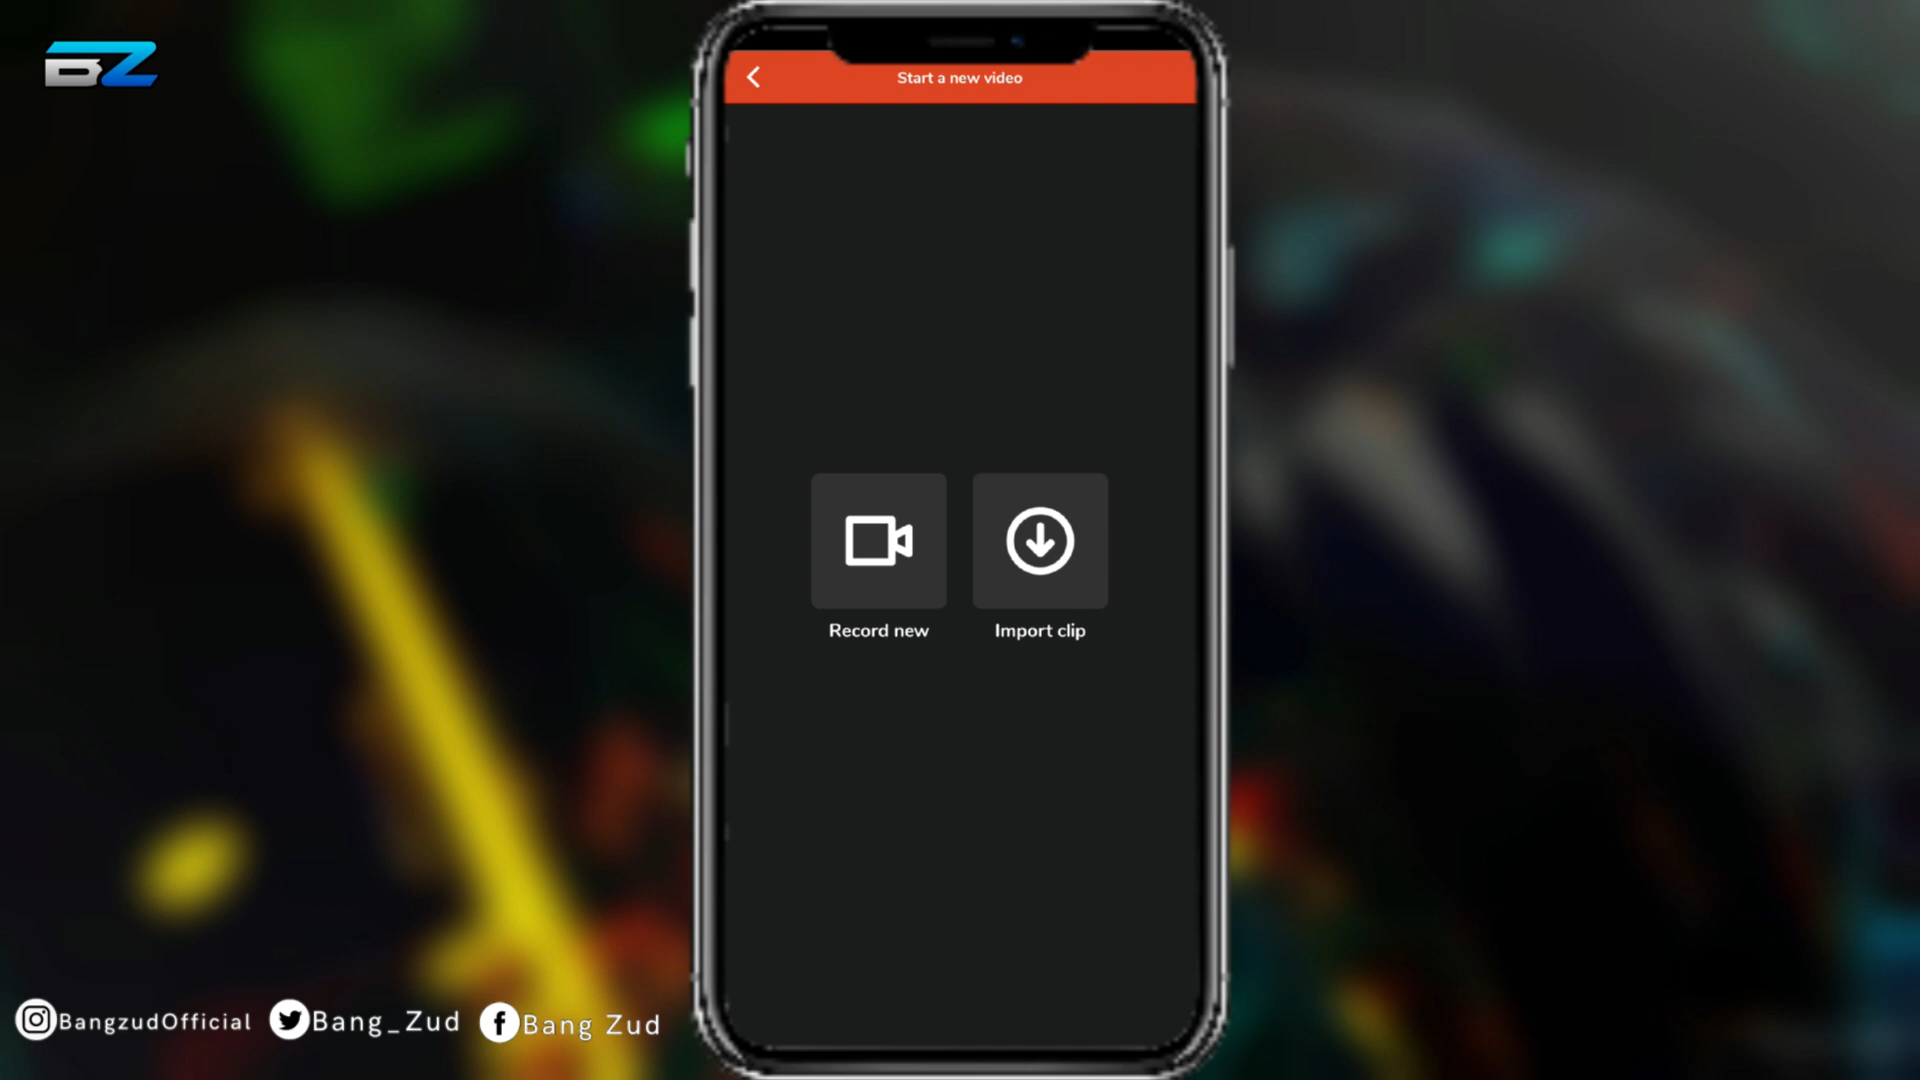 BZ
Start a new video
Record new
Import clip
BangzudOfficial
Bang_Zud
Bang Zud